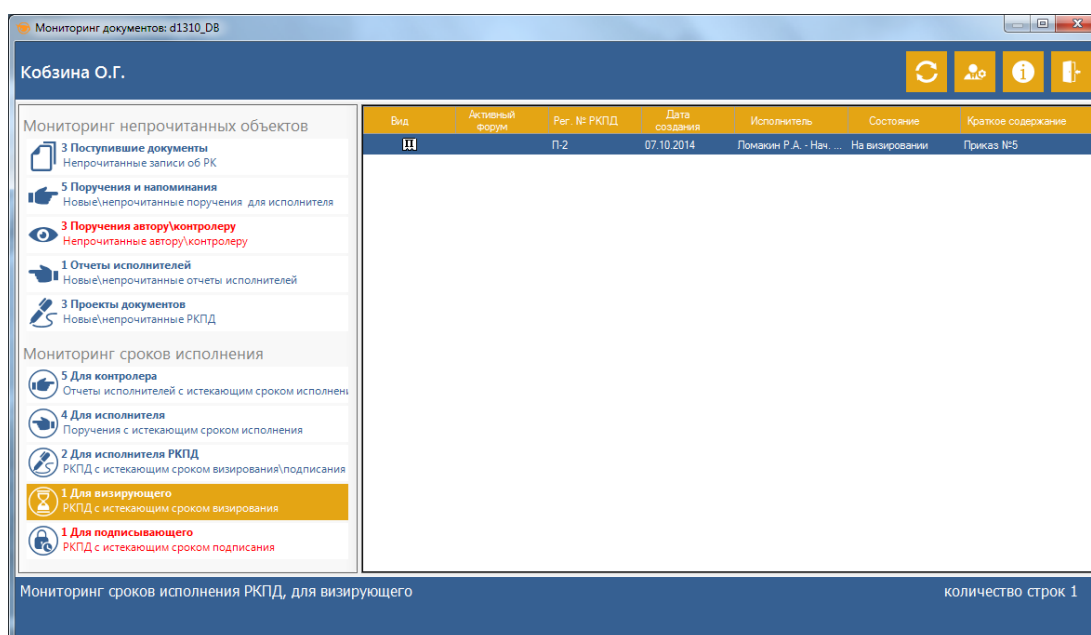 Мониторинг документов: d1310_DB
Кобзина О.Г.
Мониторинг непрочитанных объектов
3 Поступившие документы
Непрочитанные записи об РК
5 Поручения и напоминания
Новые\непрочитанные поручения для исполнителя
3 Поручения автору\контролеру
Непрочитанные автору\контролеру
1 Отчеты исполнителей
Новые\непрочитанные отчеты исполнителей
3 Проекты документов
Новые\непрочитанные РКПД
Мониторинг сроков исполнения
5 Для контролера
Отчеты исполнителей с истекающим сроком исполнен
4 Для исполнителя
Поручения с истекающим сроком исполнения
2 Для исполнителя РКПД
РКПД с истекающим сроком визирования\подписания
1 Для визирующего
РКПД с истекающим сроком визирования
1 Для подписывающего
РКПД с истекающим сроком подписания
Вид Активный форум Рег. № РКПД Дата создания Исполнитель Состояние Краткое содержание
П П-2 07.10.2014 Ломакин Р.А. - Нач. ... На визировании Приказ №5
Мониторинг сроков исполнения РКПД, для визирующего количество строк 1